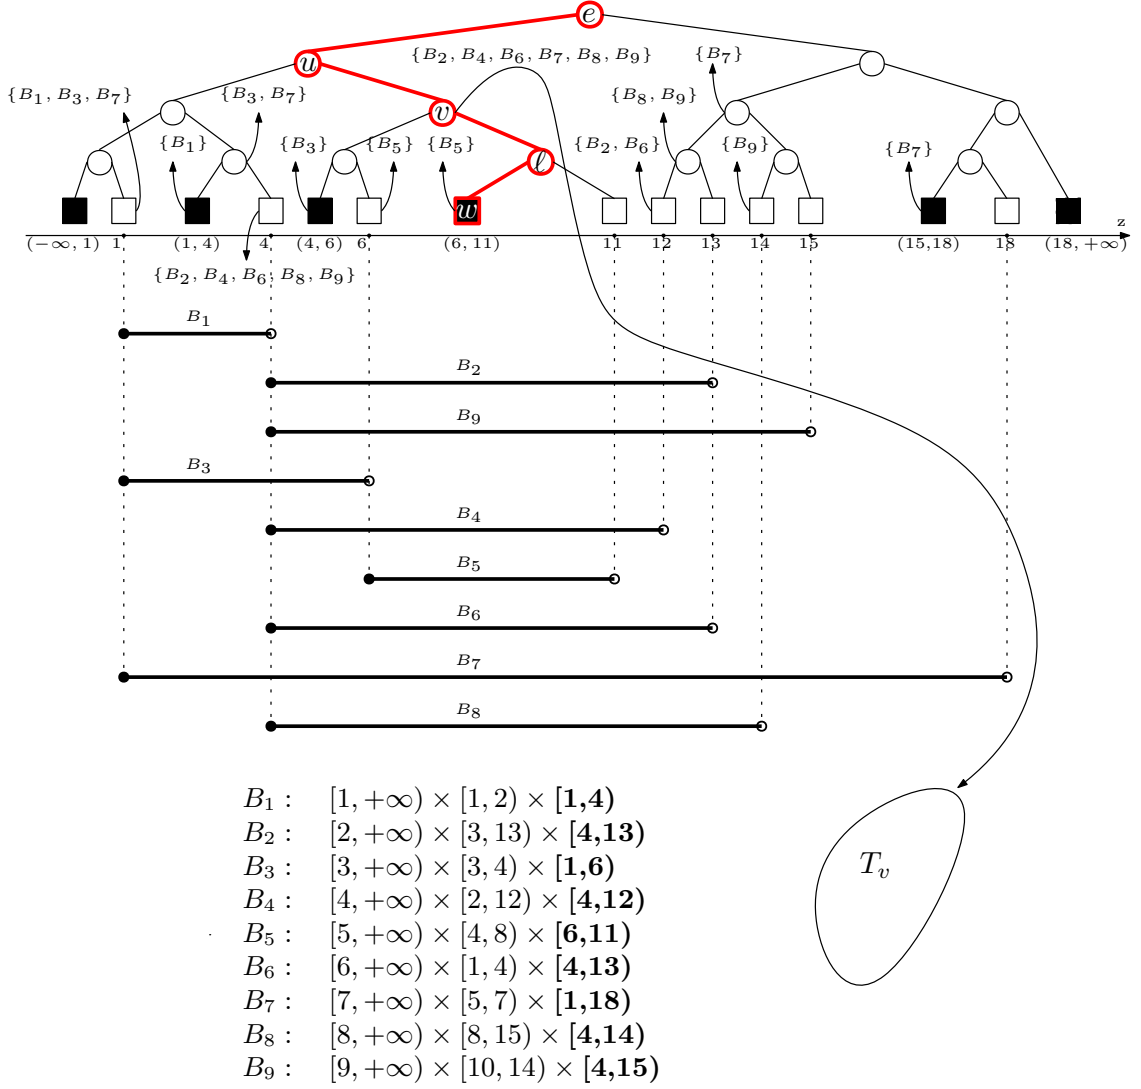 e
{B₂, B₄, B₆, B₇, B₈, B₉} {B₇}
u
{B₁, B₃, B₇} {B₃, B₇} {B₈, B₉}
v
{B₁} {B₃} {B₅} {B₅} {B₂, B₆} {B₉} {B₇}
ℓ
w
z
(−∞, 1) 1 (1, 4) 4 (4, 6) 6 (6, 11) 11 12 13 14 15 (15,18) 18 (18, +∞)
{B₂, B₄, B₆, B₈, B₉}
B₁
B₂
B₉
B₃
B₄
B₅
B₆
B₇
B₈
B₁ : [1, +∞) × [1, 2) × [1,4)
B₂ : [2, +∞) × [3, 13) × [4,13)
B₃ : [3, +∞) × [3, 4) × [1,6)
B₄ : [4, +∞) × [2, 12) × [4,12)
B₅ : [5, +∞) × [4, 8) × [6,11)
B₆ : [6, +∞) × [1, 4) × [4,13)
B₇ : [7, +∞) × [5, 7) × [1,18)
B₈ : [8, +∞) × [8, 15) × [4,14)
B₉ : [9, +∞) × [10, 14) × [4,15)
Tᵥ